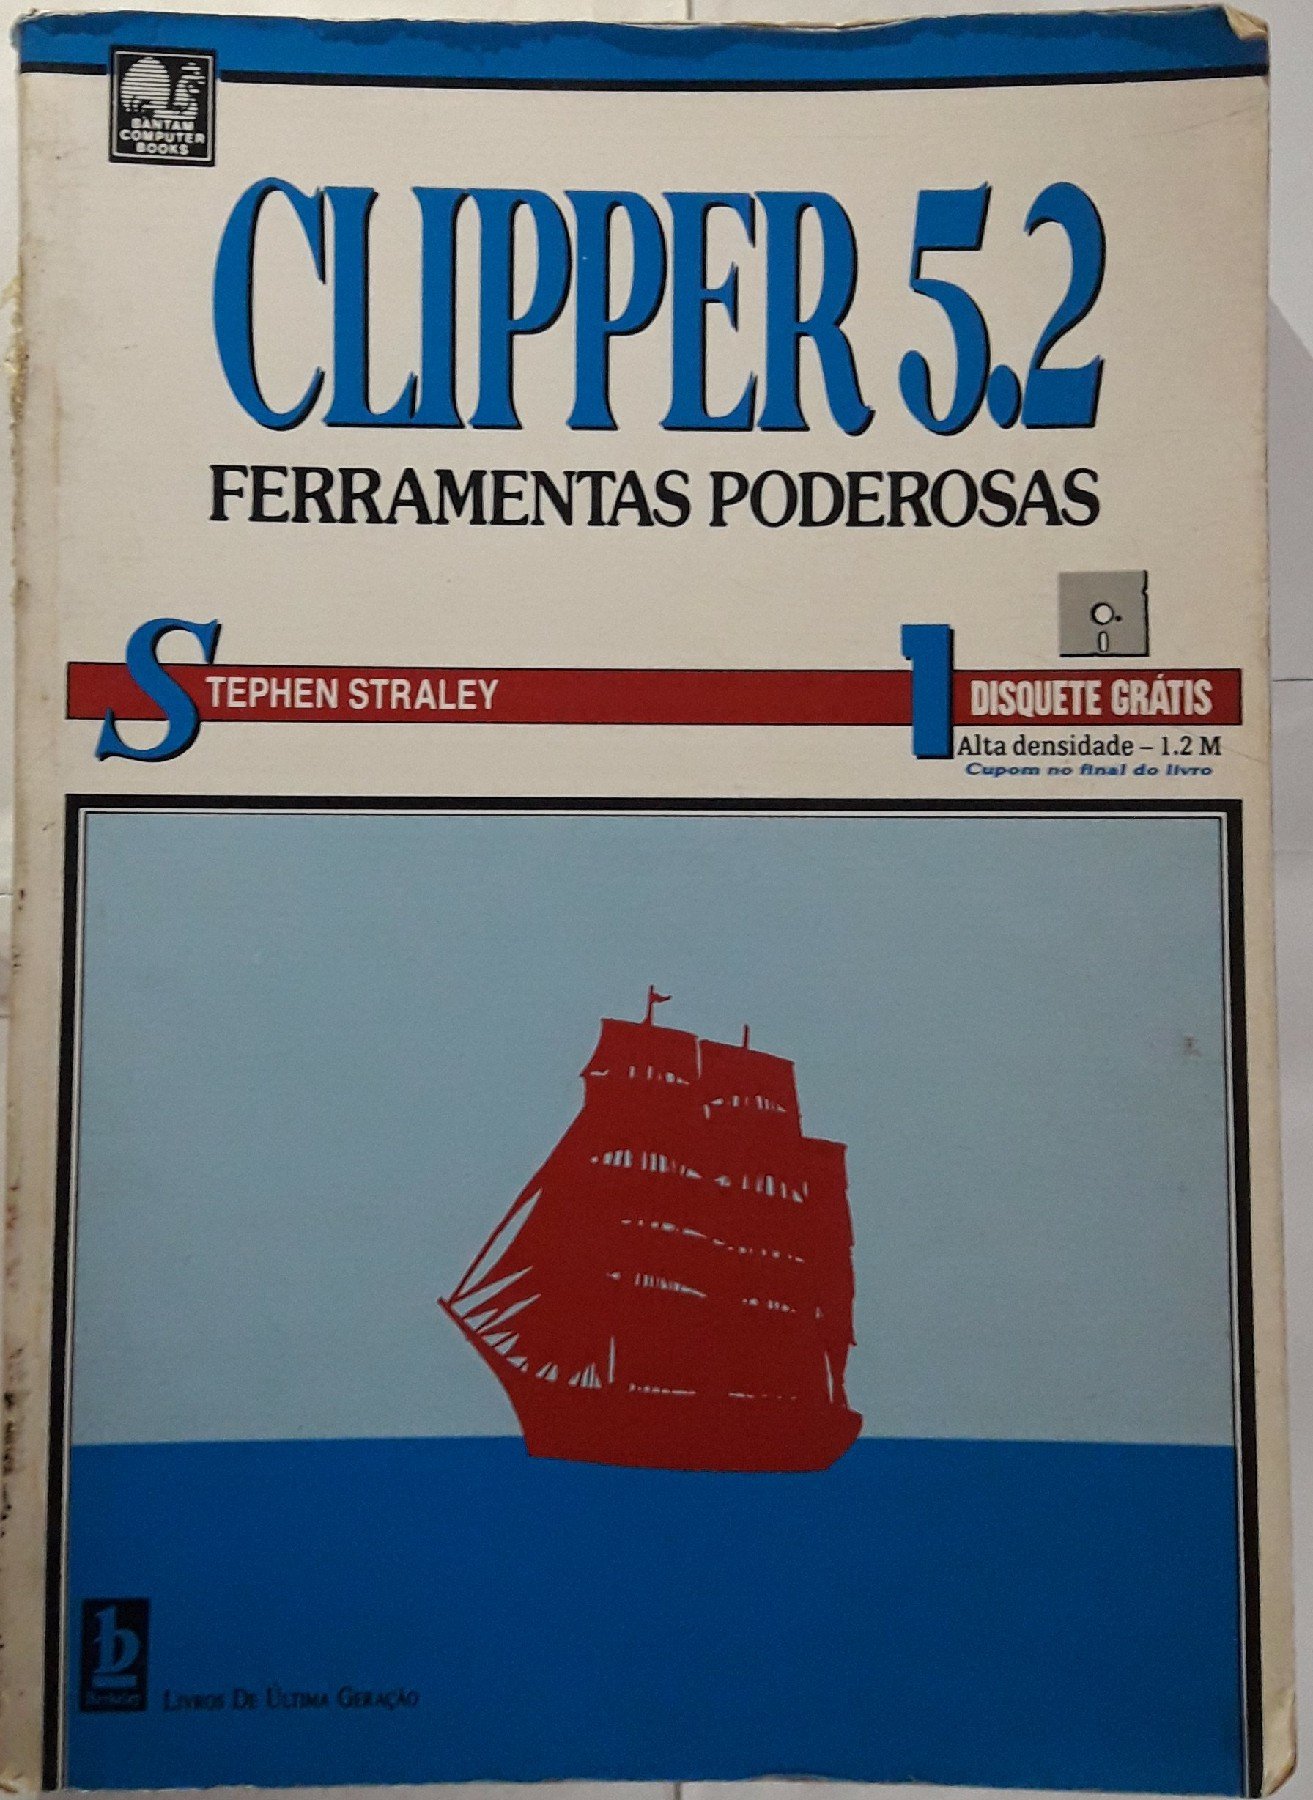 BANTAM
COMPUTER
BOOKS
CLIPPER 5.2
FERRAMENTAS PODEROSAS
STEPHEN STRALEY
1 DISQUETE GRÁTIS
Alta densidade – 1.2 M
Cupom no final do livro
b
Berkeley
LIVROS DE ÚLTIMA GERAÇÃO